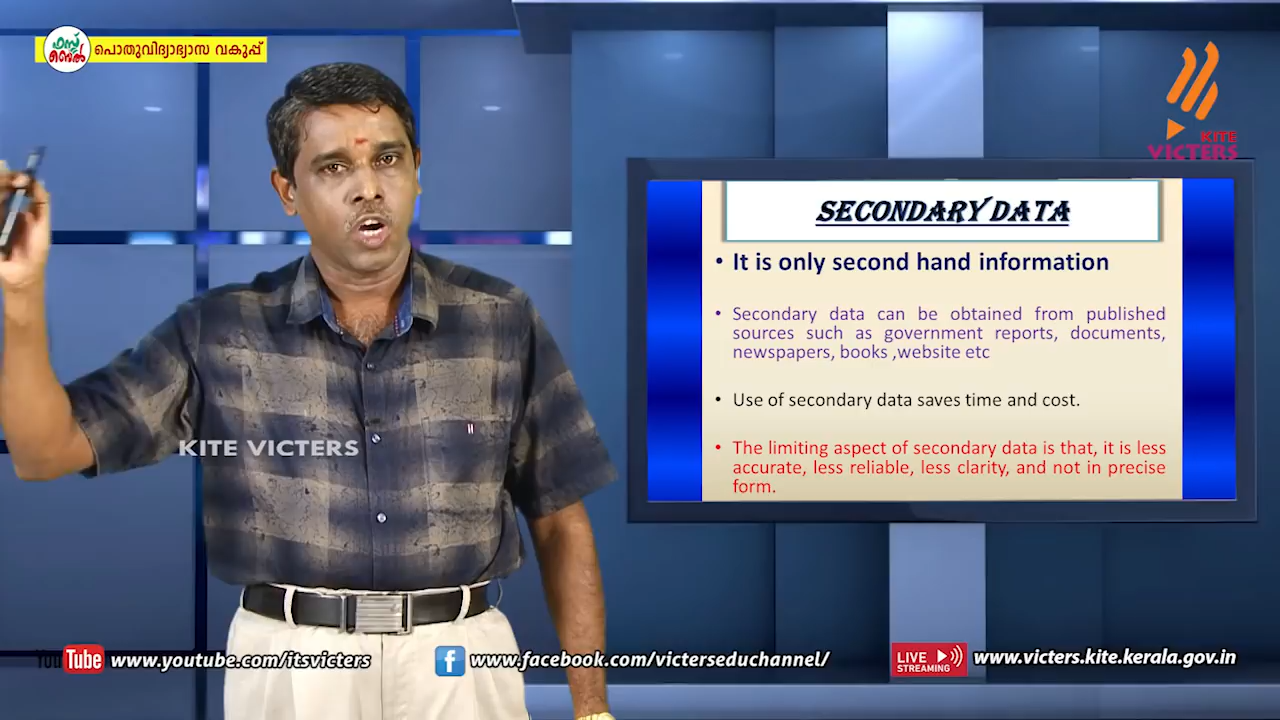 ഫസ്റ്റ്
ബെൽ
പൊതുവിദ്യാഭ്യാസ വകുപ്പ്
KITE
VICTERS
SECONDARY DATA
• It is only second hand information
• Secondary data can be obtained from published
sources such as government reports, documents,
newspapers, books ,website etc
• Use of secondary data saves time and cost.
• The limiting aspect of secondary data is that, it is less
accurate, less reliable, less clarity, and not in precise
form.
KITE VICTERS
YouTube www.youtube.com/itsvicters
f www.facebook.com/victerseduchannel/
LIVE
STREAMING
www.victers.kite.kerala.gov.in